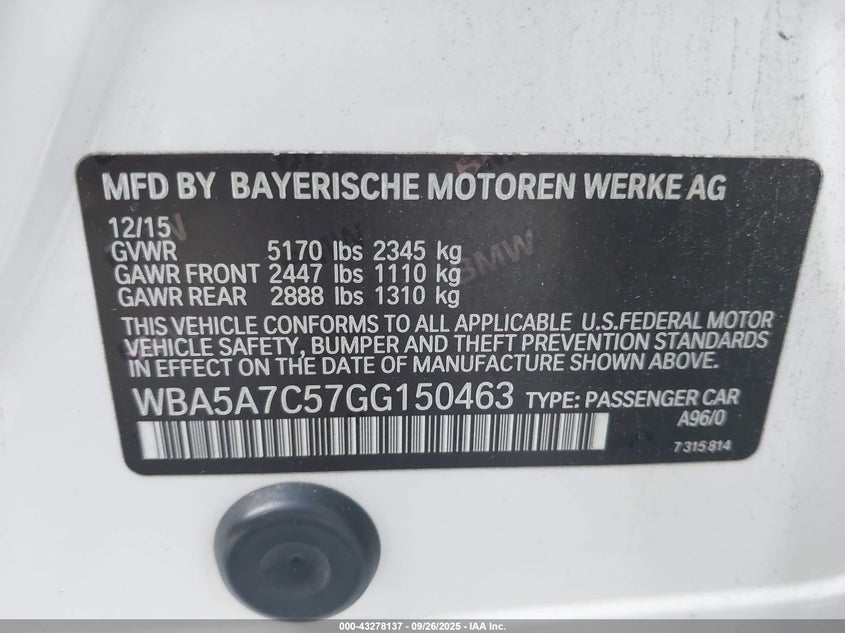 MFD BY BAYERISCHE MOTOREN WERKE AG
12/15
GVWR 5170 lbs 2345 kg
GAWR FRONT 2447 lbs 1110 kg
GAWR REAR 2888 lbs 1310 kg
BMW
THIS VEHICLE CONFORMS TO ALL APPLICABLE U.S.FEDERAL MOTOR
VEHICLE SAFETY, BUMPER AND THEFT PREVENTION STANDARDS
IN EFFECT ON THE DATE OF MANUFACTURE SHOWN ABOVE.
WBA5A7C57GG150463 TYPE: PASSENGER CAR
A96/0
7 315 814
000-43278137 - 09/26/2025 - IAA Inc.